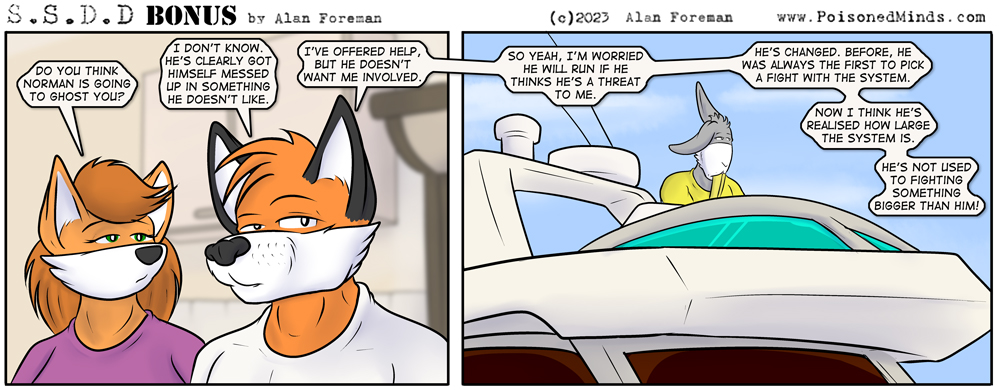 S.S.D.D BONUS by Alan Foreman (c)2023 Alan Foreman www.PoisonedMinds.com
DO YOU THINK
NORMAN IS GOING
TO GHOST YOU?
I DON'T KNOW.
HE'S CLEARLY GOT
HIMSELF MESSED
UP IN SOMETHING
HE DOESN'T LIKE.
I'VE OFFERED HELP,
BUT HE DOESN'T
WANT ME INVOLVED.
SO YEAH, I'M WORRIED
HE WILL RUN IF HE
THINKS HE'S A THREAT
TO ME.
HE'S CHANGED. BEFORE, HE
WAS ALWAYS THE FIRST TO PICK
A FIGHT WITH THE SYSTEM.
NOW I THINK HE'S
REALISED HOW LARGE
THE SYSTEM IS.
HE'S NOT USED
TO FIGHTING
SOMETHING
BIGGER THAN HIM!